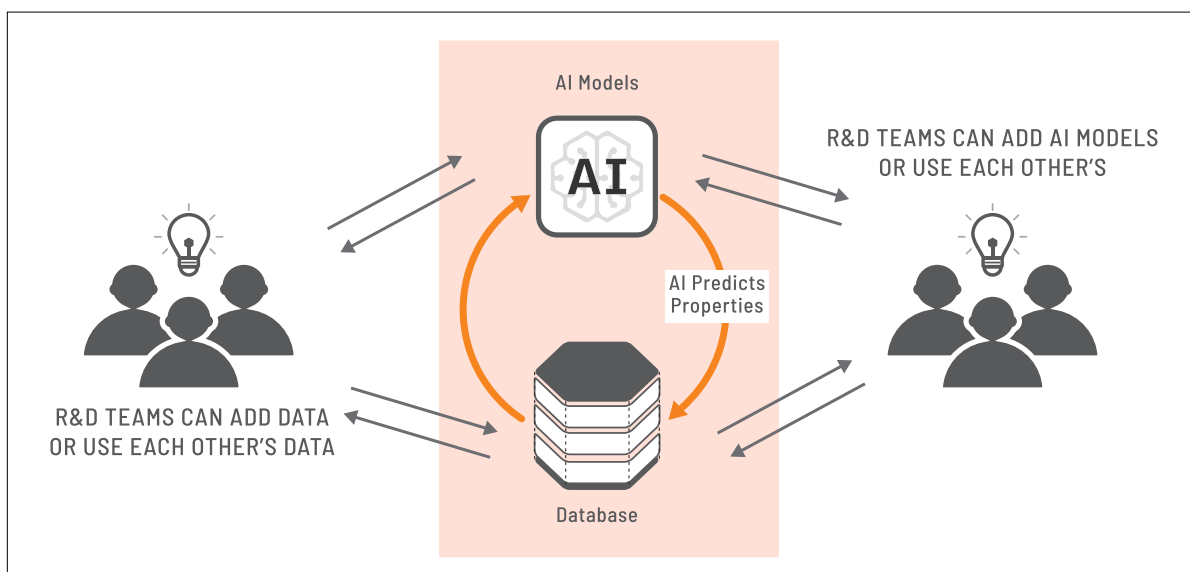 AI Models
AI
R&D TEAMS CAN ADD AI MODELS
OR USE EACH OTHER'S
AI Predicts
Properties
R&D TEAMS CAN ADD DATA
OR USE EACH OTHER'S DATA
Database